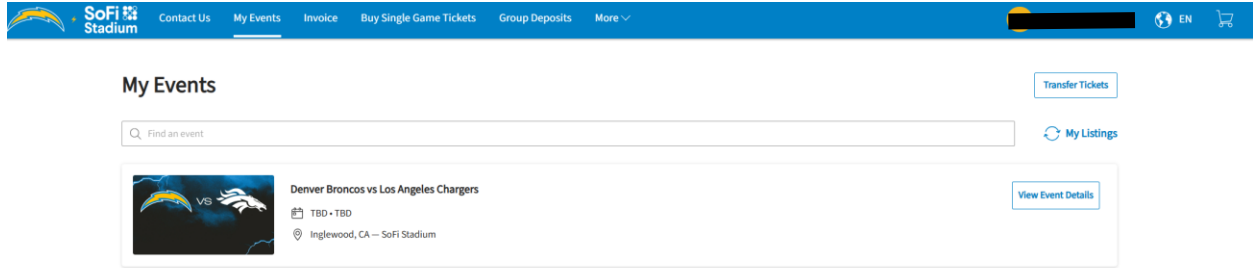 SoFi Stadium Contact Us My Events Invoice Buy Single Game Tickets Group Deposits More EN
My Events
Transfer Tickets
Find an event
My Listings
VS
Denver Broncos vs Los Angeles Chargers
TBD • TBD
Inglewood, CA — SoFi Stadium
View Event Details